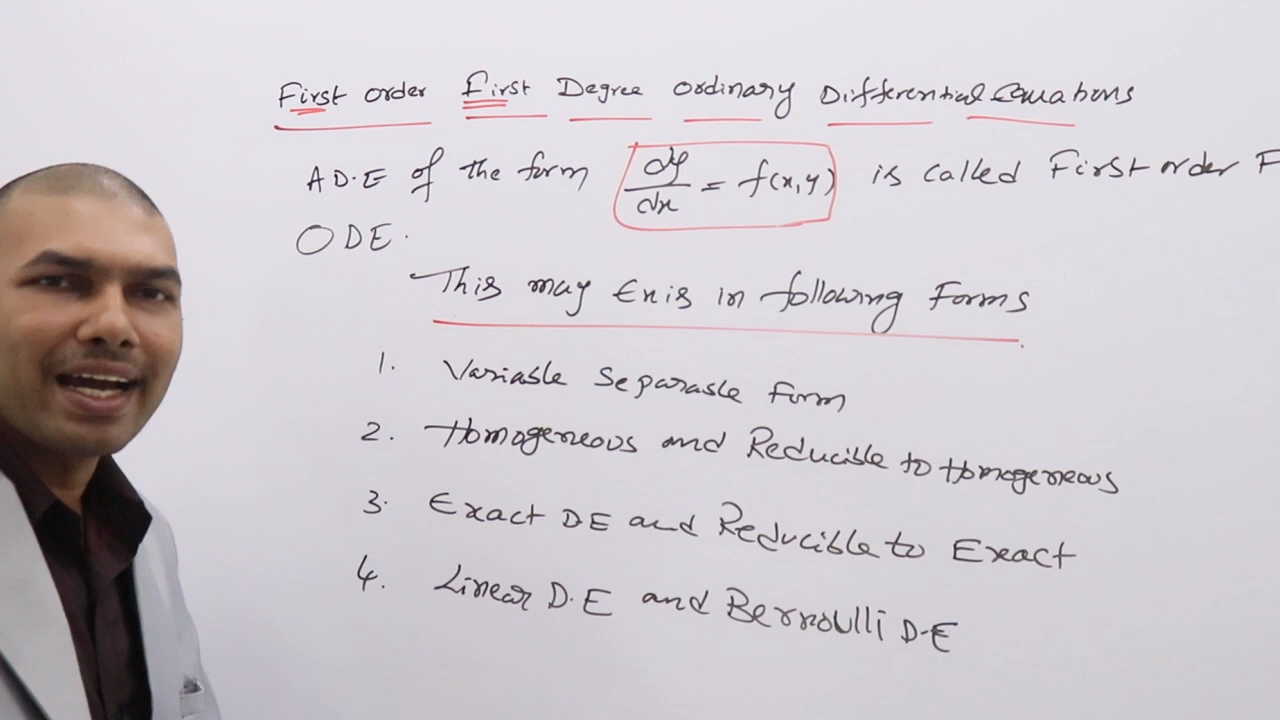 First order First Degree ordinary Differential Equations
A D.E of the form dy/dx = f(x,y) is called First order F
ODE.
This may Exis in following Forms
1. Variable Separable Form
2. Homogeneous and Reducible to Homogeneous
3. Exact DE and Reducible to Exact
4. Linear D.E and Bernoulli D.E